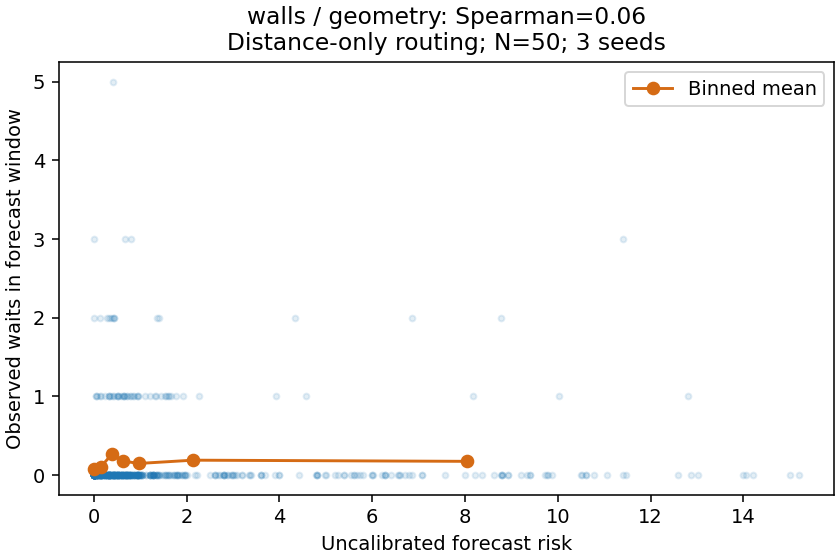 walls / geometry: Spearman=0.06
Distance-only routing; N=50; 3 seeds
Binned mean
Observed waits in forecast window
5
4
3
2
1
0
0 2 4 6 8 10 12 14
Uncalibrated forecast risk